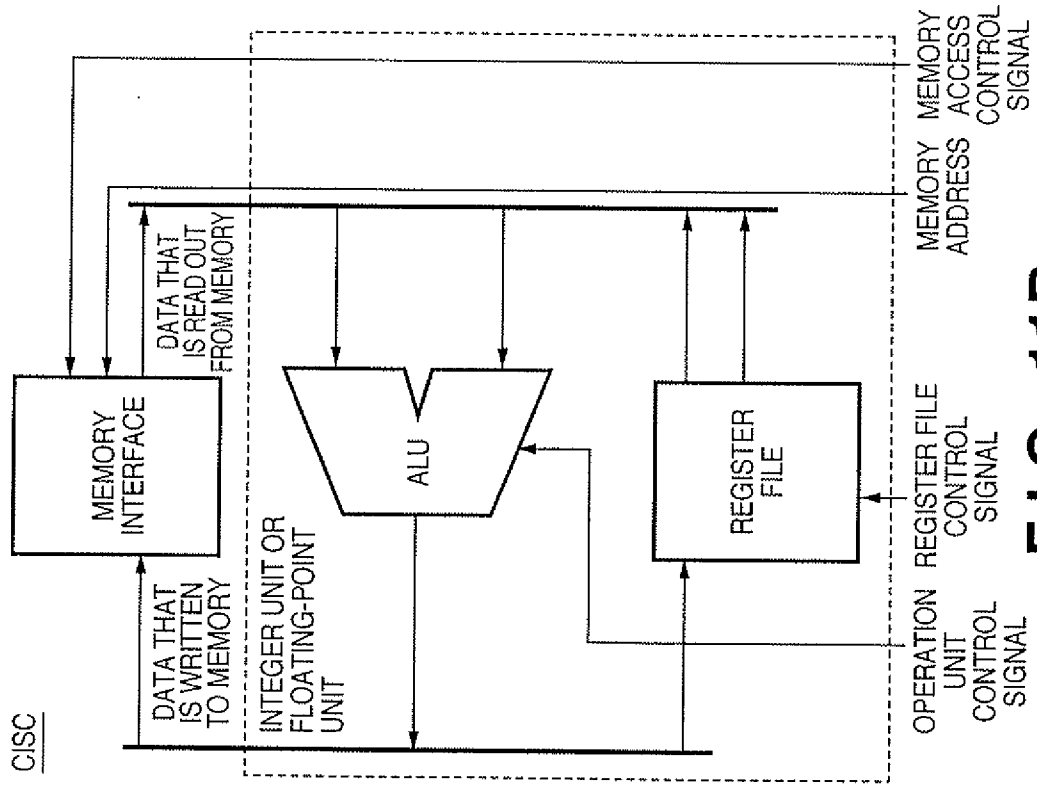 CISC
DATA THAT
IS WRITTEN
TO MEMORY
MEMORY
INTERFACE
DATA THAT
IS READ OUT
FROM MEMORY
INTEGER UNIT OR
FLOATING-POINT
UNIT
ALU
REGISTER
FILE
OPERATION
UNIT
CONTROL
SIGNAL
REGISTER FILE
CONTROL
SIGNAL
MEMORY
ADDRESS
MEMORY
ACCESS
CONTROL
SIGNAL